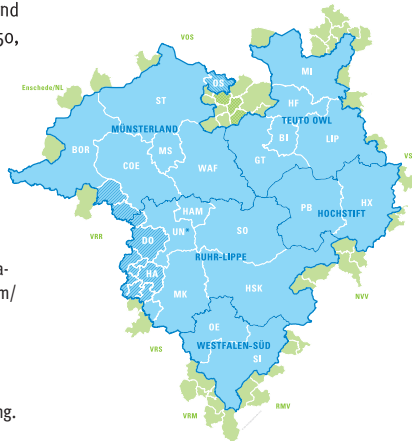 nd
50,
VOS
MI
Enschede/NL
OS
ST
HF
MÜNSTERLAND
TEUTO OWL
BI
LIP
MS
BOR
COE
WAF
GT
VS
HX
PB
HOCHSTIFT
HAM
UN*
SO
DO
VRR
RUHR-LIPPE
a-
HA
m/
MK
HSK
NVV
OE
VRS
WESTFALEN-SÜD
SI
RMV
ng.
VRM